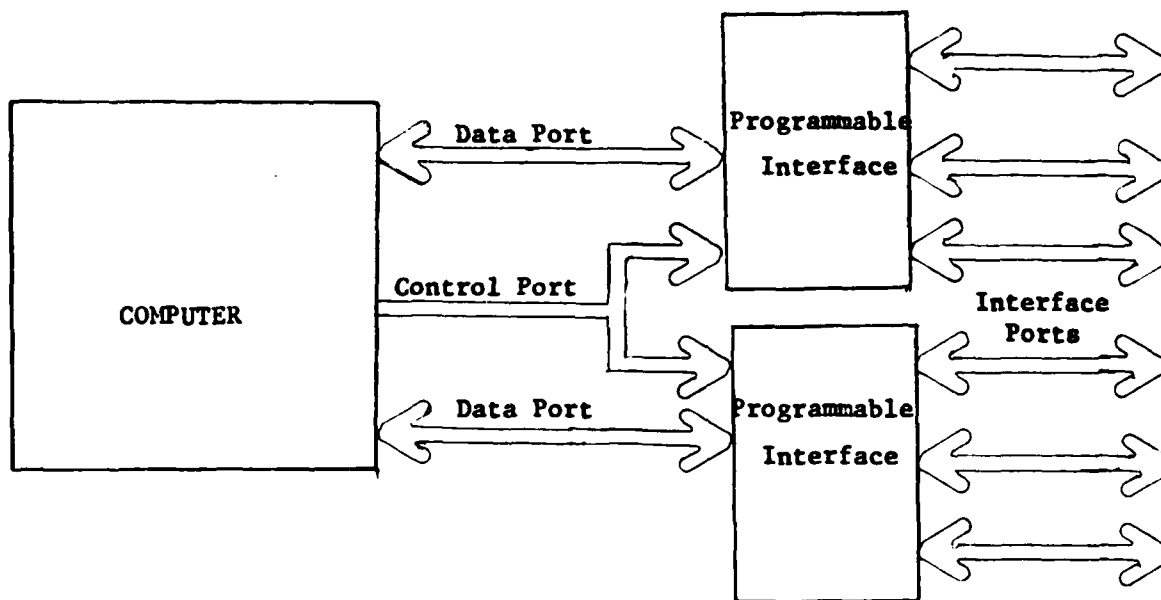 Data Port
Programmable
Interface
COMPUTER
Control Port
Interface
Ports
Data Port
Programmable
Interface